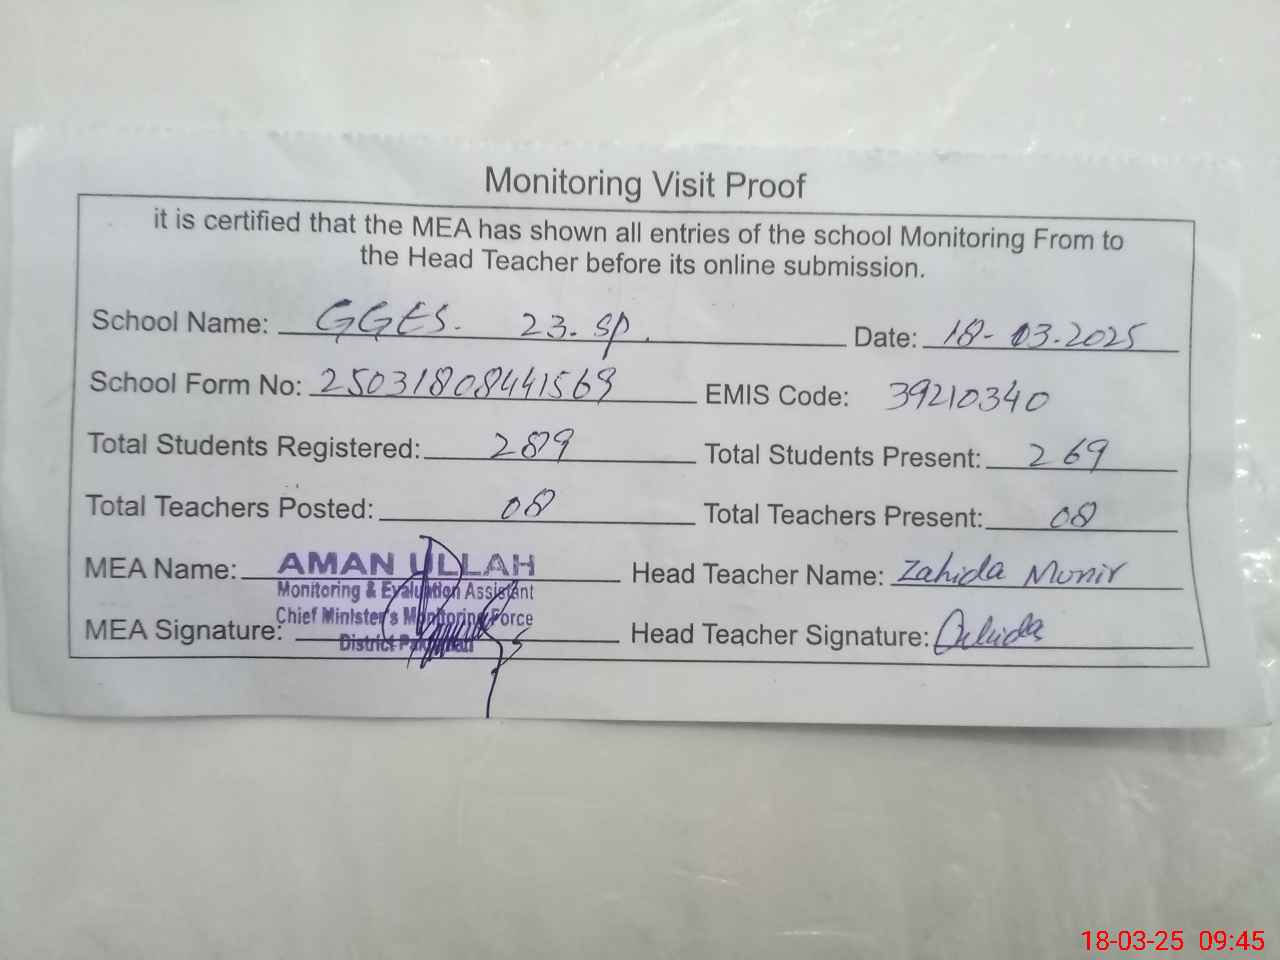 Monitoring Visit Proof
it is certified that the MEA has shown all entries of the school Monitoring From to
the Head Teacher before its online submission.
School Name: GGES. 23. SP. Date: 18-03.2025
School Form No: 25031808441569 EMIS Code: 39210340
Total Students Registered: 289 Total Students Present: 269
Total Teachers Posted: 08 Total Teachers Present: 08
MEA Name: AMAN ULLAH Head Teacher Name: Zahida Munir
Monitoring & Evaluation Assistant
Chief Minister's Monitoring Force
MEA Signature: Head Teacher Signature: Zahida
District Pakpattan
18-03-25 09:45